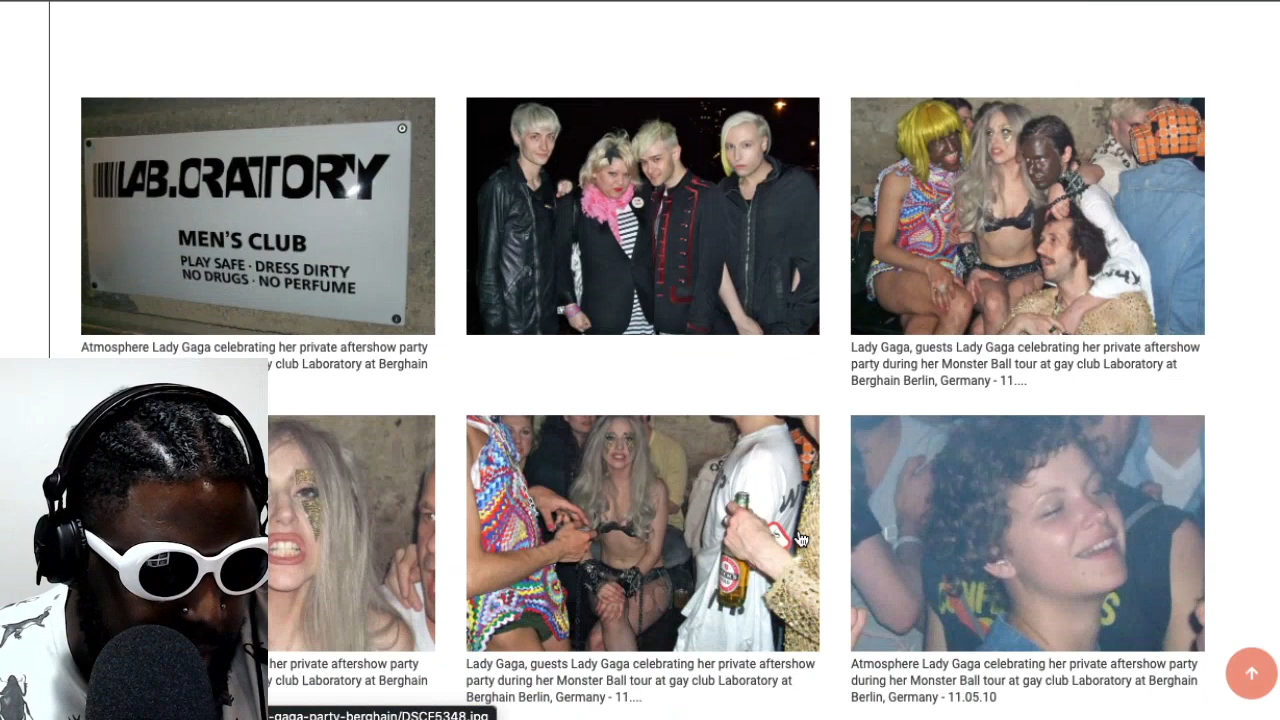 LAB.ORATORY
MEN'S CLUB
PLAY SAFE · DRESS DIRTY
NO DRUGS · NO PERFUME
Atmosphere Lady Gaga celebrating her private aftershow party
y club Laboratory at Berghain
Lady Gaga, guests Lady Gaga celebrating her private aftershow
party during her Monster Ball tour at gay club Laboratory at
Berghain Berlin, Germany - 11....
her private aftershow party
y club Laboratory at Berghain
Lady Gaga, guests Lady Gaga celebrating her private aftershow
party during her Monster Ball tour at gay club Laboratory at
Berghain Berlin, Germany - 11....
Atmosphere Lady Gaga celebrating her private aftershow party
during her Monster Ball tour at gay club Laboratory at
Berghain Berlin, Germany - 11.05.10
-gaga-party-berghain/DSCF5348.jpg